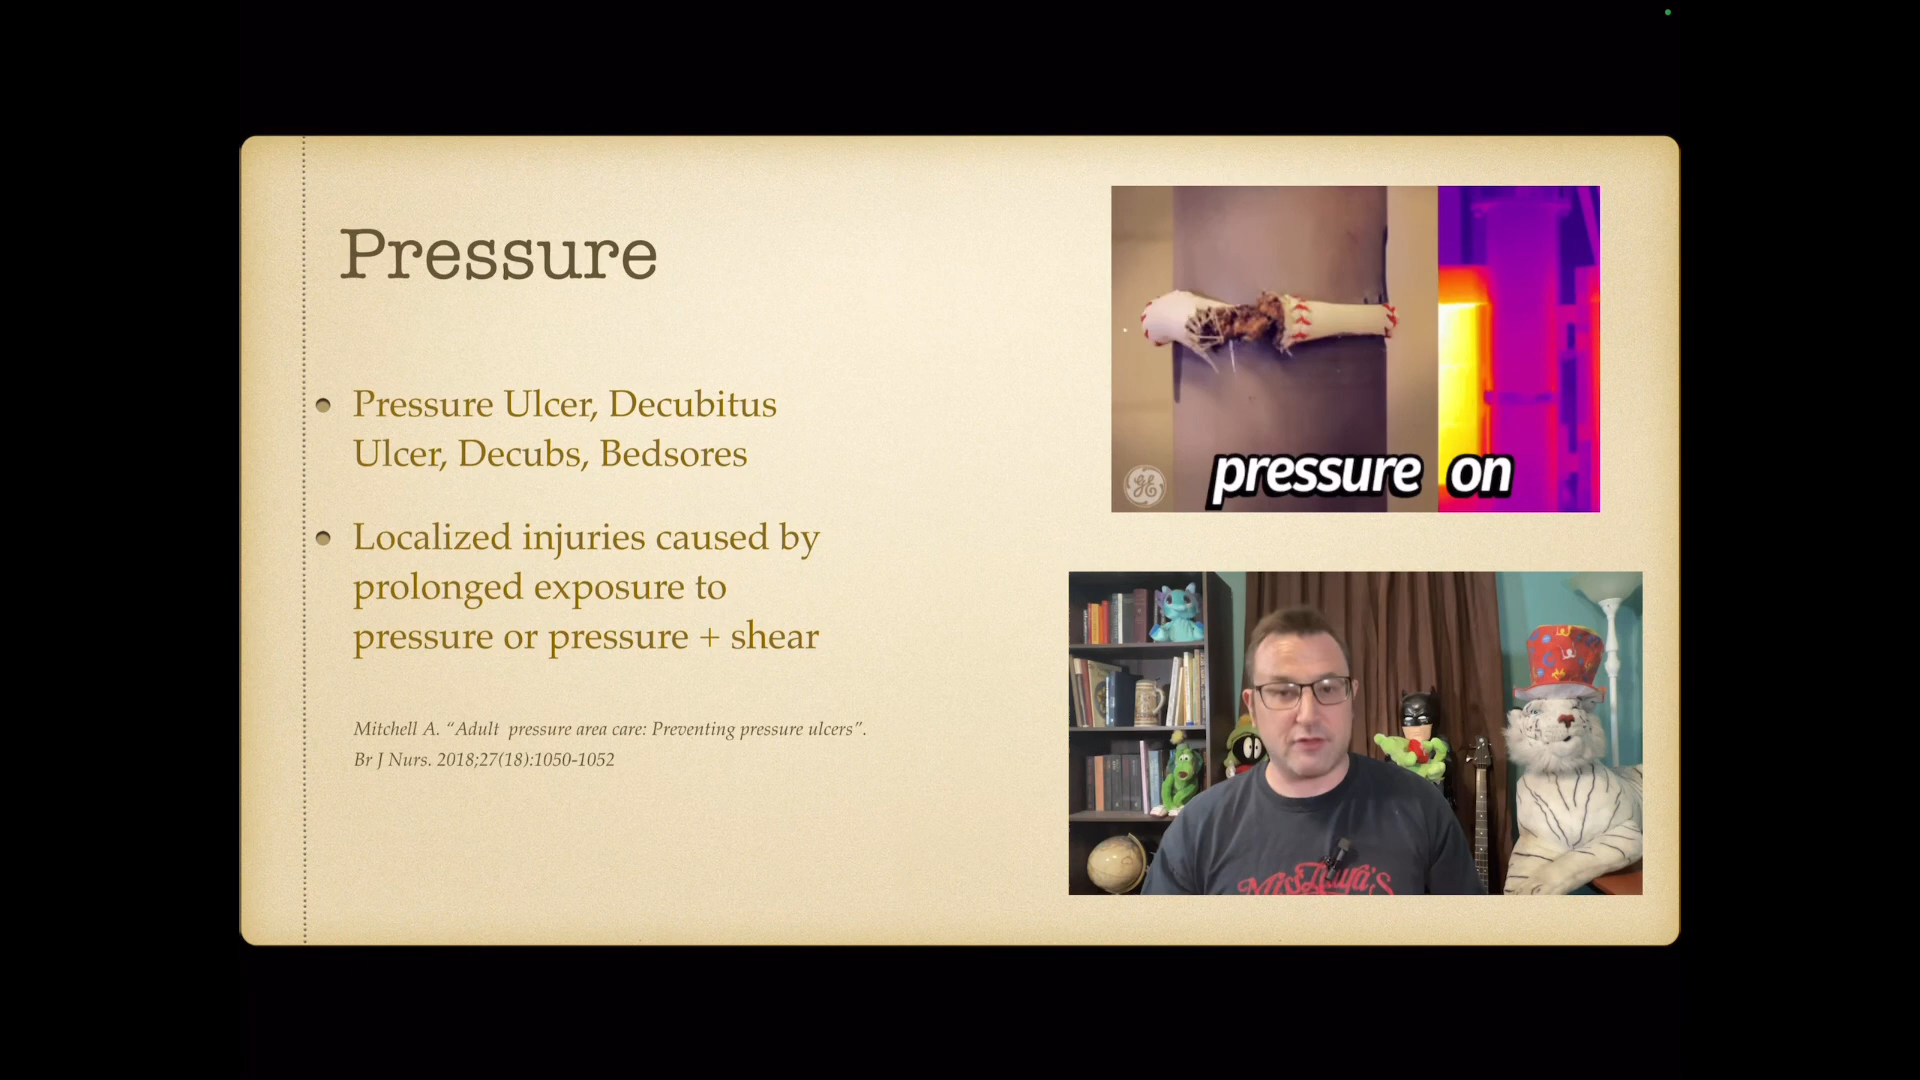 Pressure
Pressure Ulcer, Decubitus
Ulcer, Decubs, Bedsores
Localized injuries caused by
prolonged exposure to
pressure or pressure + shear
Mitchell A. “Adult  pressure area care: Preventing pressure ulcers”.
Br J Nurs. 2018;27(18):1050-1052
pressure on
GE